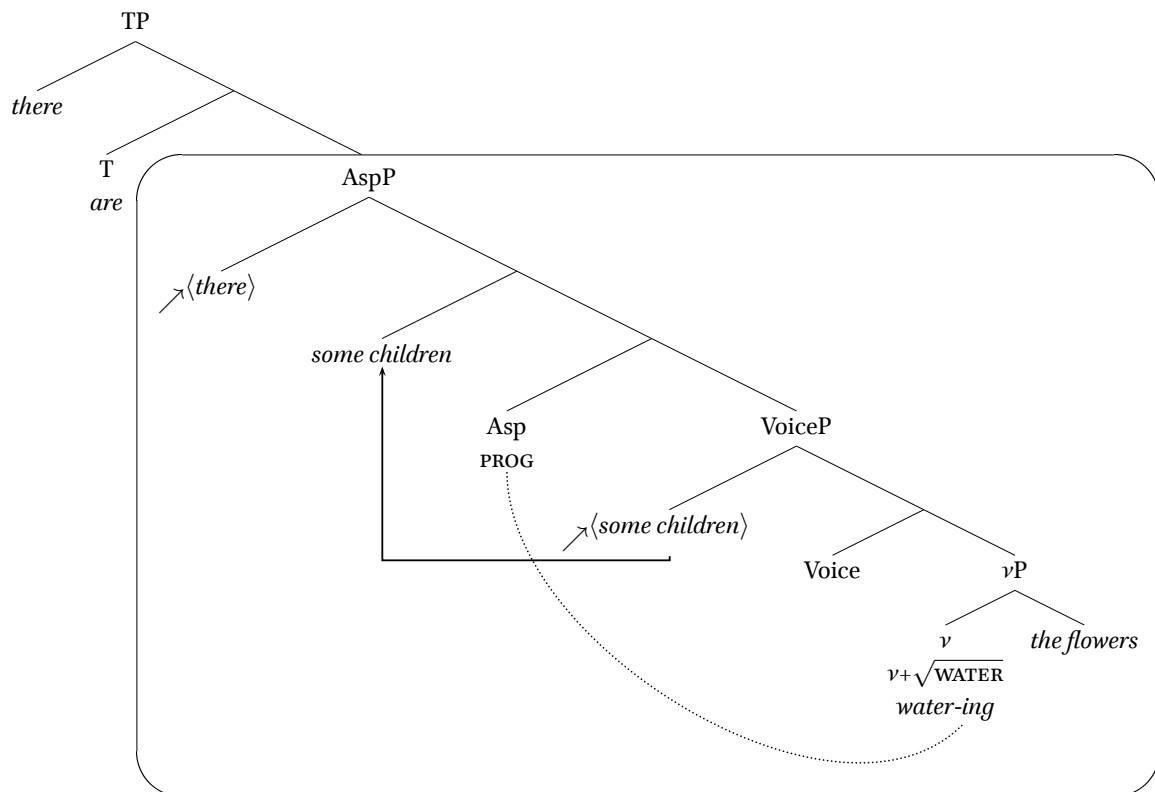 TP
there
T
are
AspP
⟨there⟩
some children
Asp
PROG
VoiceP
⟨some children⟩
Voice
vP
v
v+√WATER
water-ing
the flowers